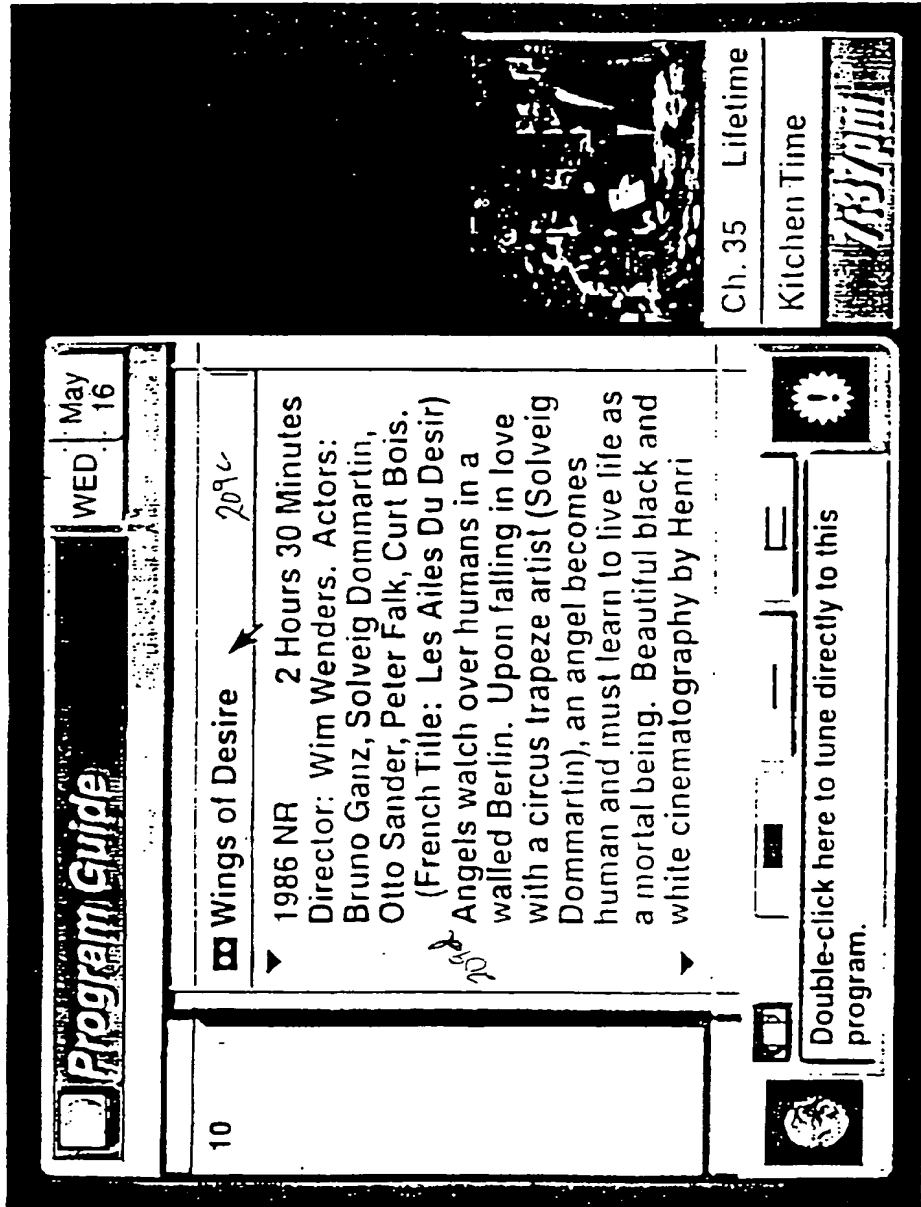 Program Guide
WED May
16
10
Wings of Desire 209c
1986 NR 2 Hours 30 Minutes
Director: Wim Wenders. Actors:
Bruno Ganz, Solveig Dommartin,
Otto Sander, Peter Falk, Curt Bois.
(French Title: Les Ailes Du Desir)
209d
Angels watch over humans in a
walled Berlin. Upon falling in love
with a circus trapeze artist (Solveig
Dommartin), an angel becomes
human and must learn to live life as
a mortal being. Beautiful black and
white cinematography by Henri
Double-click here to tune directly to this
program.
Ch. 35 Lifetime
Kitchen Time
7:37pm